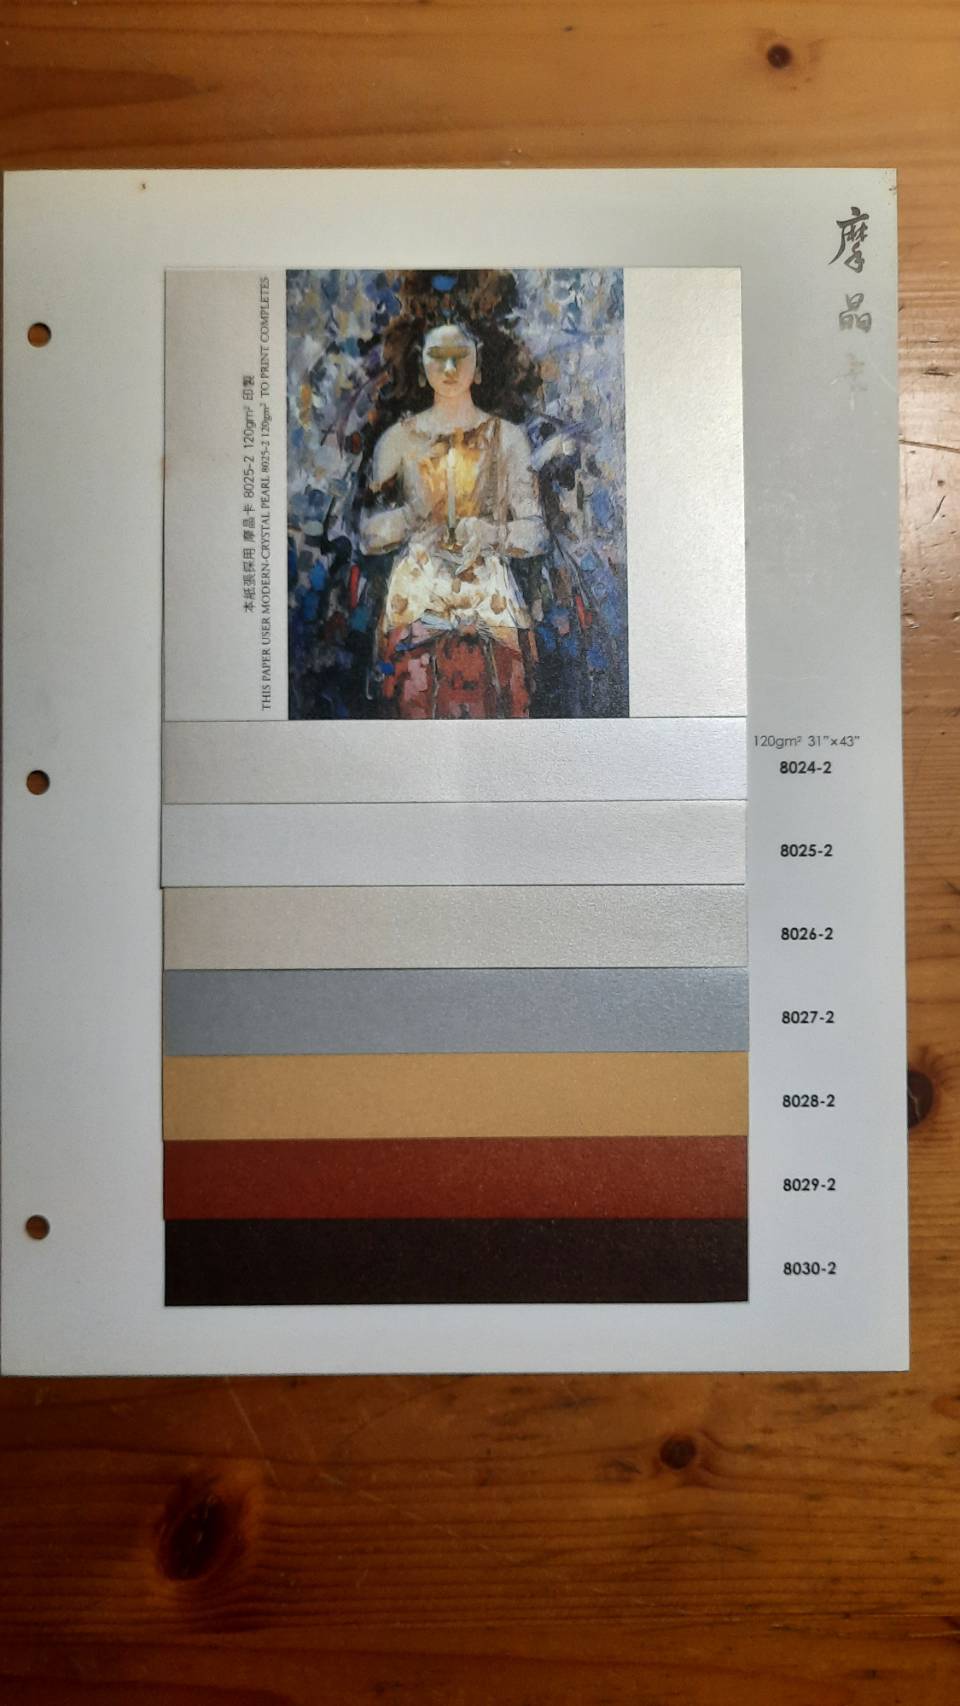 摩晶卡
本紙張採用 摩晶卡 8025-2 120gm² 印製
THIS PAPER USER MODERN-CRYSTAL PEARL 8025-2 120gm² TO PRINT COMPLETES
120gm² 31"×43"
8024-2
8025-2
8026-2
8027-2
8028-2
8029-2
8030-2